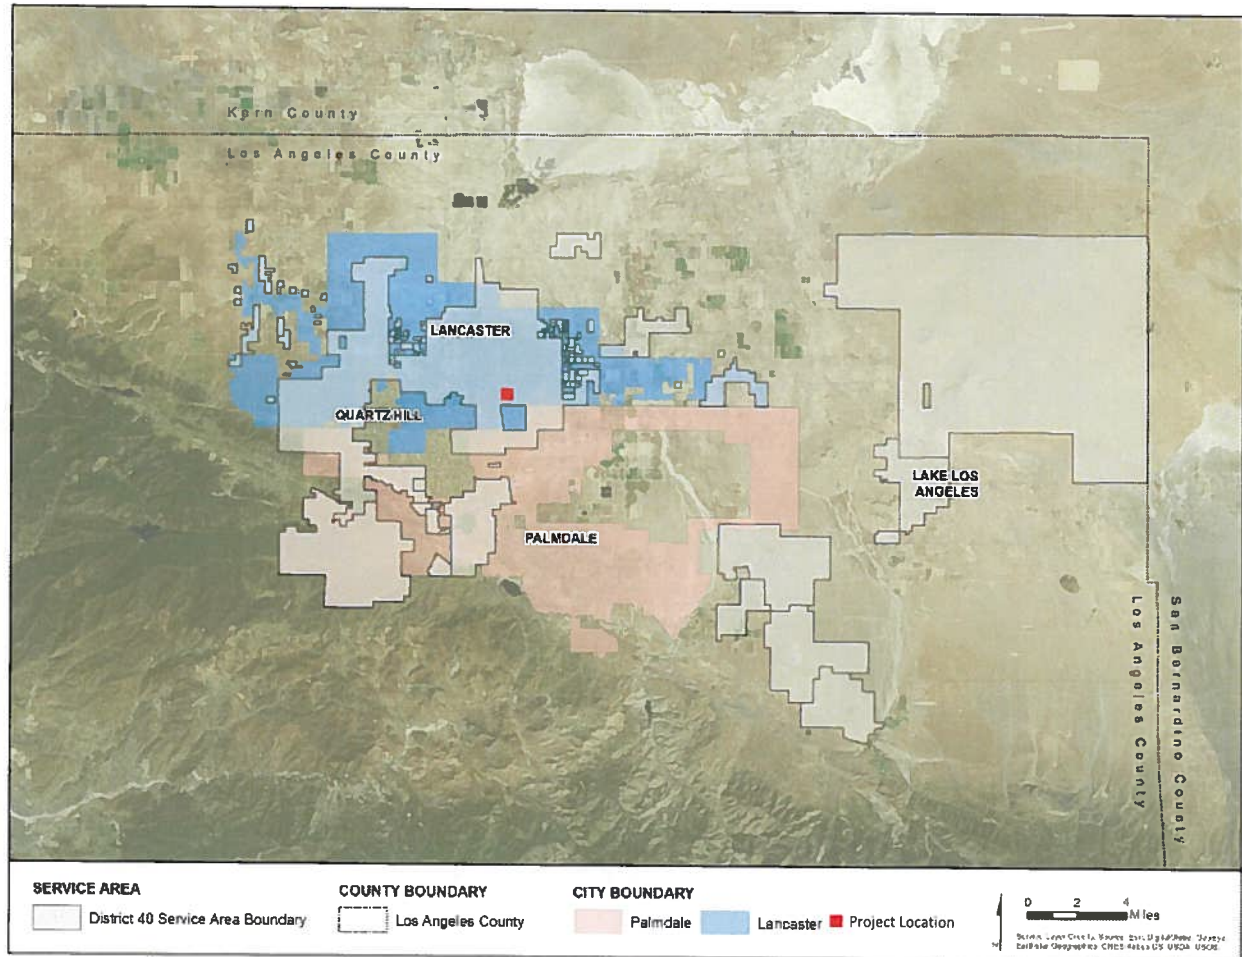 Kern County
Los Angeles County
LANCASTER
QUARTZ HILL
LAKE LOS
ANGELES
PALMDALE
San Bernardino County
Los Angeles County
SERVICE AREA
District 40 Service Area Boundary
COUNTY BOUNDARY
Los Angeles County
CITY BOUNDARY
Palmdale
Lancaster
Project Location
0 2 4
Miles
N